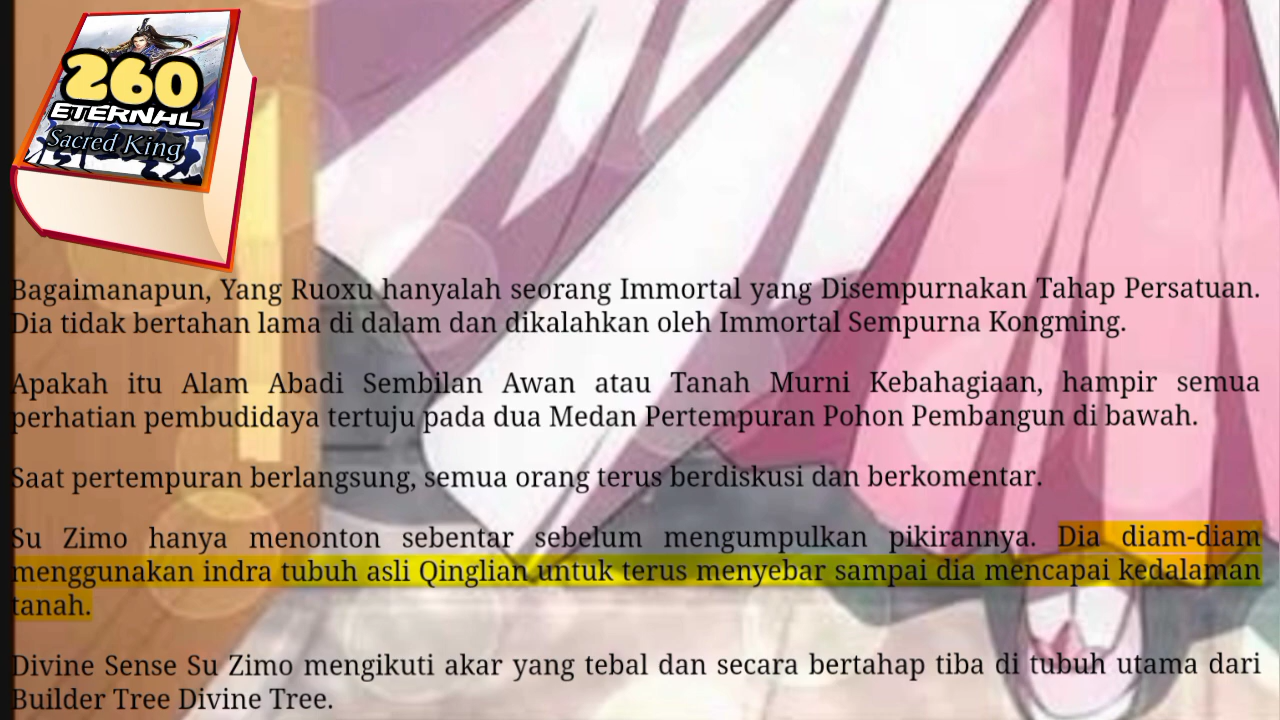 260
ETERNAL
Sacred King
Bagaimanapun, Yang Ruoxu hanyalah seorang Immortal yang Disempurnakan Tahap Persatuan.
Dia tidak bertahan lama di dalam dan dikalahkan oleh Immortal Sempurna Kongming.
Apakah itu Alam Abadi Sembilan Awan atau Tanah Murni Kebahagiaan, hampir semua
perhatian pembudidaya tertuju pada dua Medan Pertempuran Pohon Pembangun di bawah.
Saat pertempuran berlangsung, semua orang terus berdiskusi dan berkomentar.
Su Zimo hanya menonton sebentar sebelum mengumpulkan pikirannya. Dia diam-diam
menggunakan indra tubuh asli Qinglian untuk terus menyebar sampai dia mencapai kedalaman
tanah.
Divine Sense Su Zimo mengikuti akar yang tebal dan secara bertahap tiba di tubuh utama dari
Builder Tree Divine Tree.